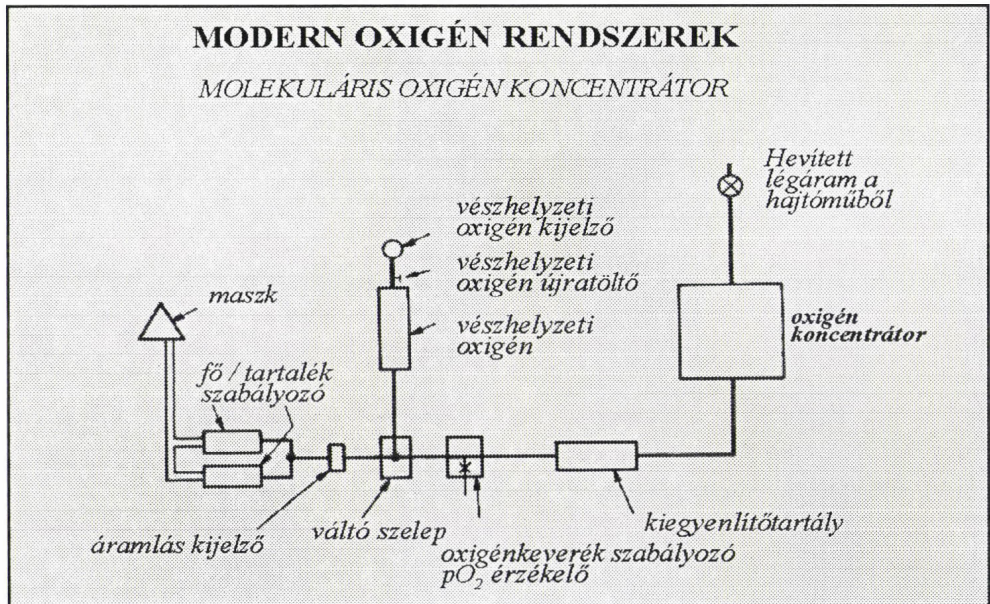 MODERN OXIGÉN RENDSZEREK
MOLEKULÁRIS OXIGÉN KONCENTRÁTOR
Hevített
légáram a
hajtóműből
vészhelyzeti
oxigén kijelző
vészhelyzeti
oxigén újratöltő
vészhelyzeti
oxigén
maszk
oxigén
koncentrátor
fő / tartalék
szabályozó
áramlás kijelző
váltó szelep
oxigénkeverék szabályozó
pO₂ érzékelő
kiegyenlítőtartály